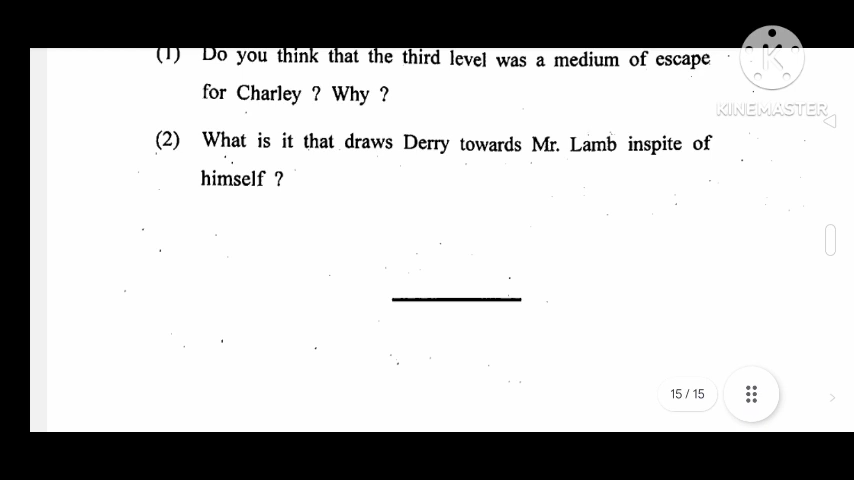 (1) Do you think that the third level was a medium of escape
for Charley ? Why ?
(2) What is it that draws Derry towards Mr. Lamb inspite of
himself ?
KINEMASTER
15 / 15